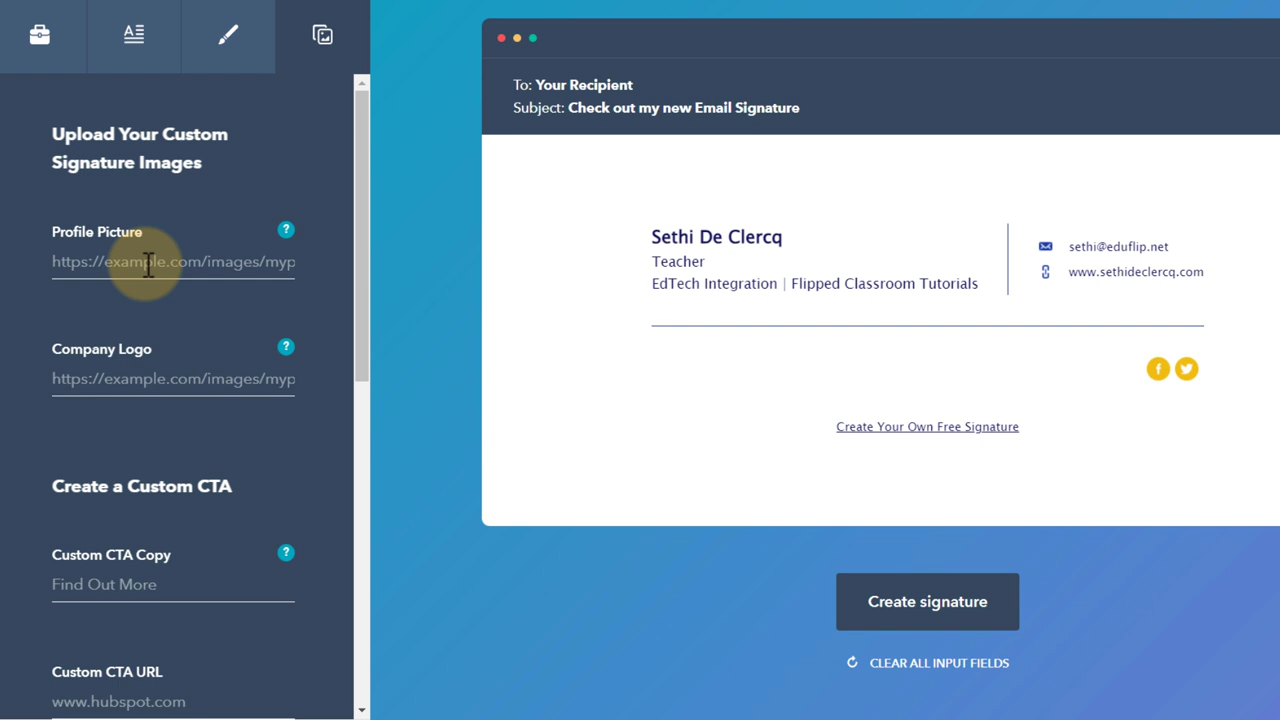 Upload Your Custom
Signature Images
Profile Picture
?
https://example.com/images/myp
Company Logo
?
https://example.com/images/myp
Create a Custom CTA
Custom CTA Copy
?
Find Out More
Custom CTA URL
www.hubspot.com
To: Your Recipient
Subject: Check out my new Email Signature
Sethi De Clercq
Teacher
EdTech Integration | Flipped Classroom Tutorials
sethi@eduflip.net
www.sethideclercq.com
Create Your Own Free Signature
Create signature
CLEAR ALL INPUT FIELDS